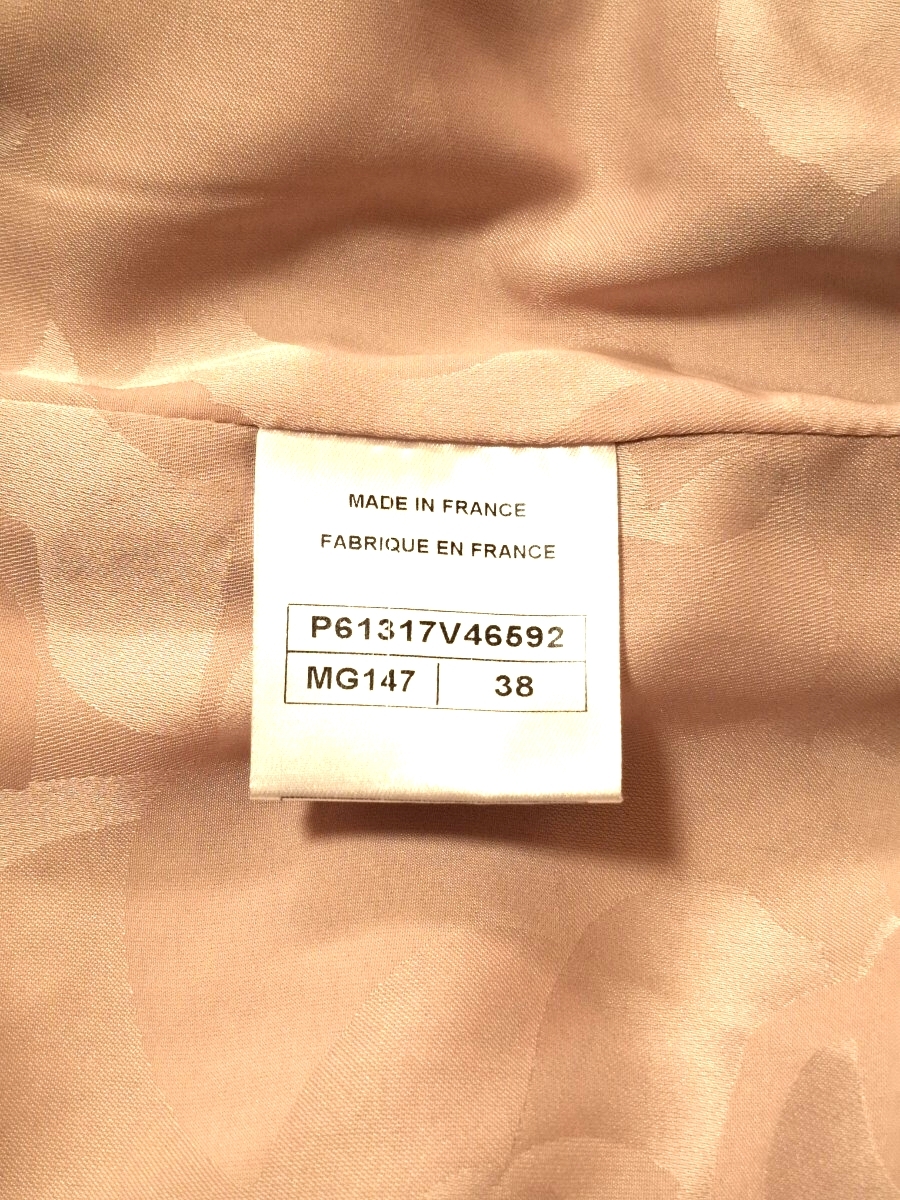 MADE IN FRANCE
FABRIQUE EN FRANCE
P61317V46592
MG147 38